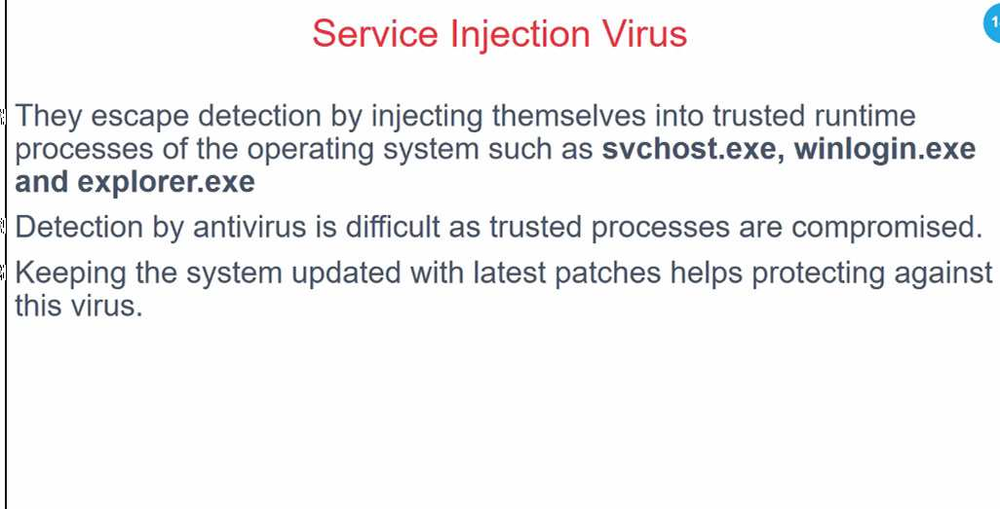 Service Injection Virus
They escape detection by injecting themselves into trusted runtime
processes of the operating system such as svchost.exe, winlogin.exe
and explorer.exe
Detection by antivirus is difficult as trusted processes are compromised.
Keeping the system updated with latest patches helps protecting against
this virus.